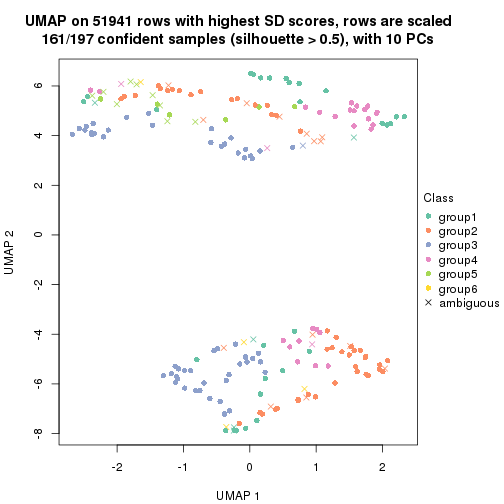 UMAP on 51941 rows with highest SD scores, rows are scaled
161/197 confident samples (silhouette > 0.5), with 10 PCs
6
4
2
0
-2
-4
-6
-8
UMAP 2
-2
-1
0
1
2
UMAP 1
Class
group1
group2
group3
group4
group5
group6
ambiguous